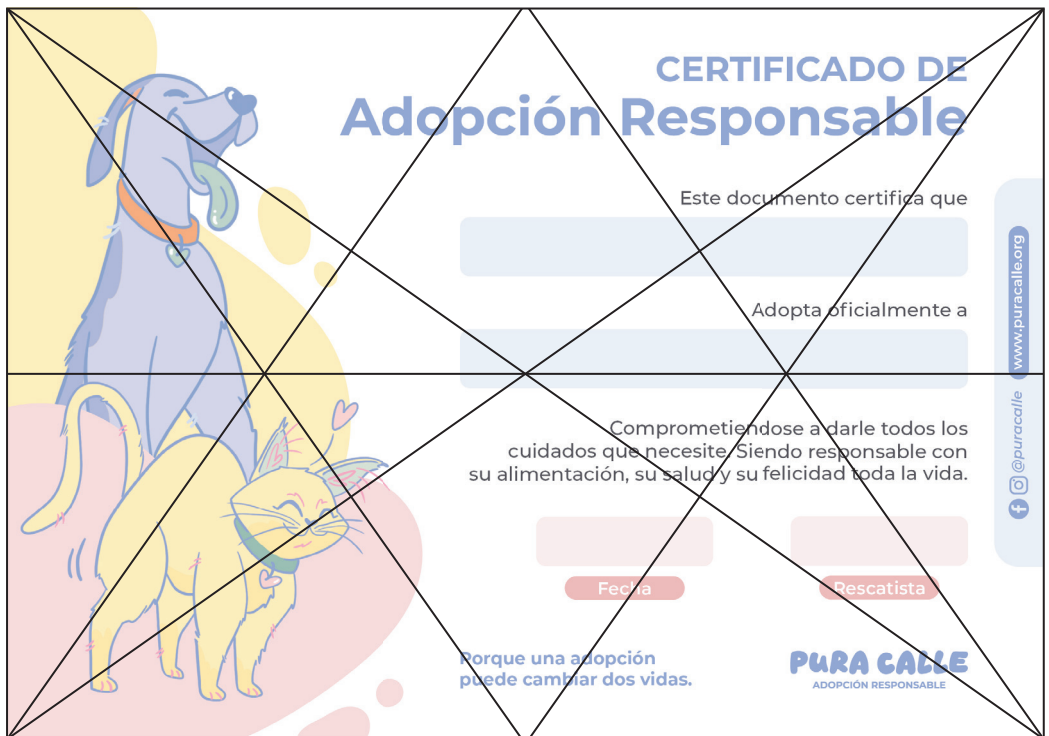 CERTIFICADO DE
Adopción Responsable
Este documento certifica que
Adopta oficialmente a
Comprometiendose a darle todos los
cuidados que necesite. Siendo responsable con
su alimentación, su salud y su felicidad toda la vida.
Fecha
Rescatista
Porque una adopción
puede cambiar dos vidas.
PURA CALLE
ADOPCIÓN RESPONSABLE
www.puracalle.org
@puracalle